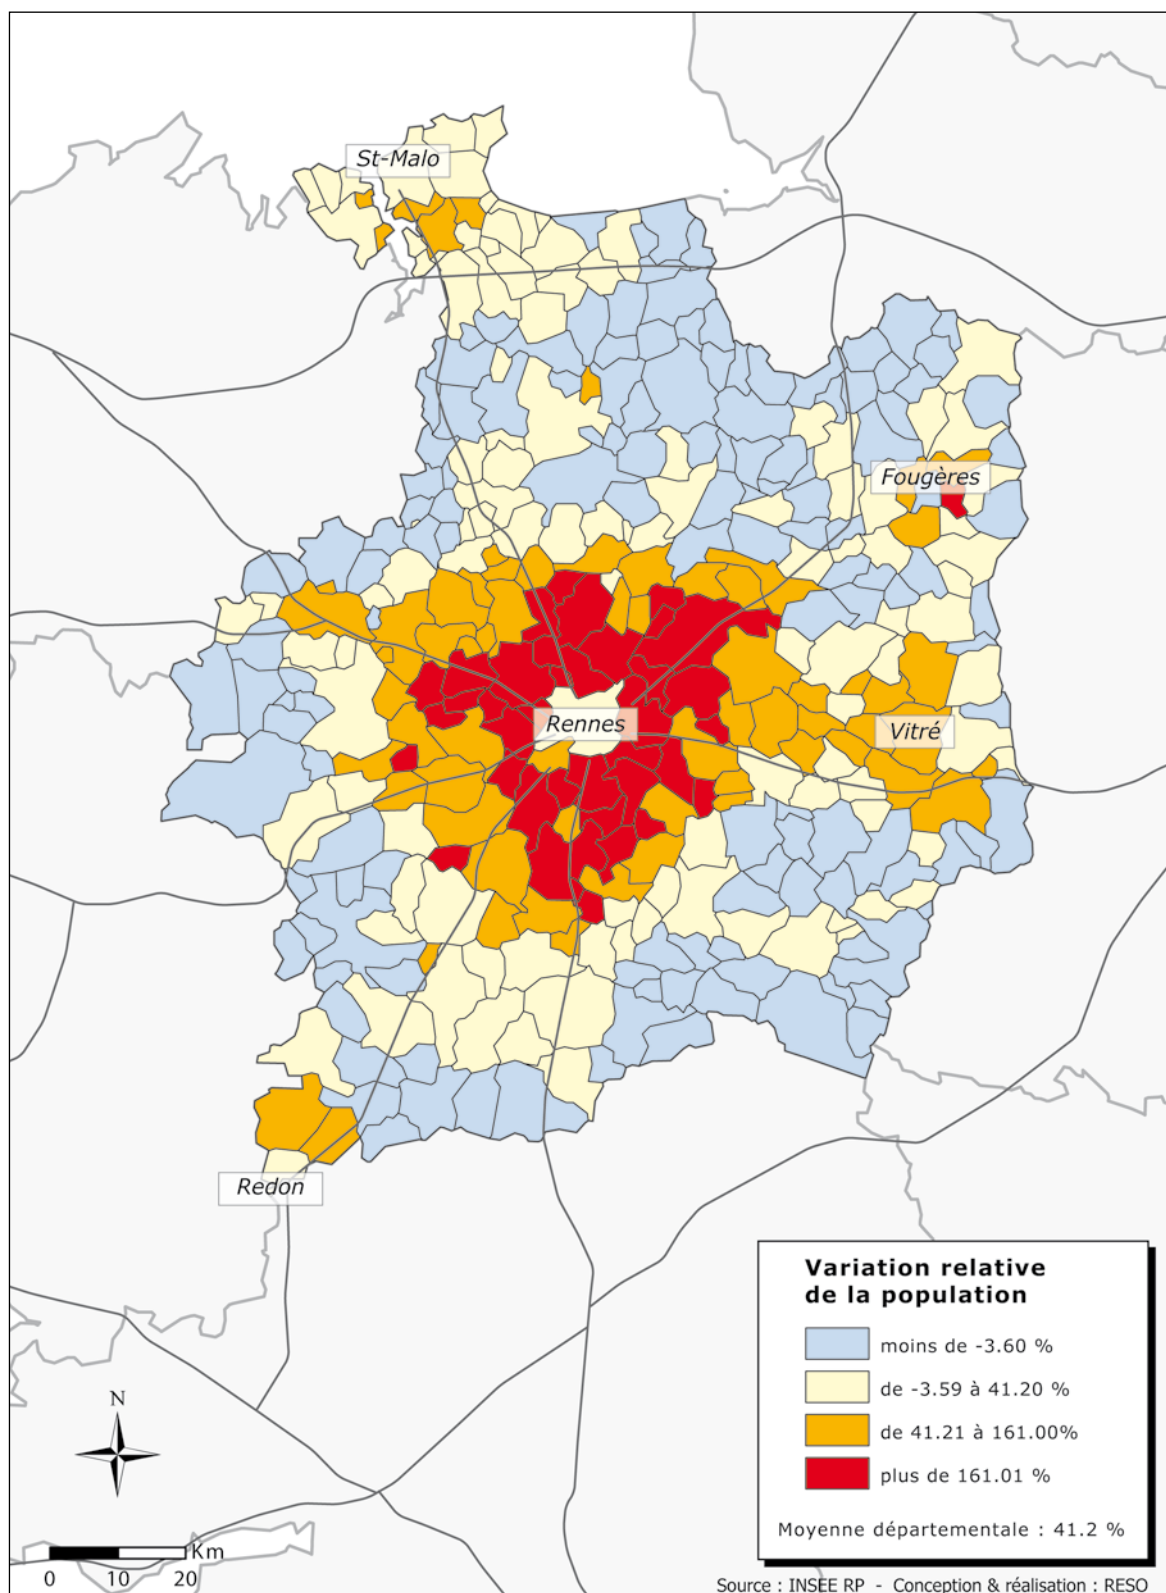 St-Malo
Fougères
Rennes
Vitré
Redon
Variation relative
de la population
moins de -3.60 %
de -3.59 à 41.20 %
de 41.21 à 161.00%
plus de 161.01 %
Moyenne départementale : 41.2 %
N
Km
0 10 20
Source : INSEE RP - Conception & réalisation : RESO